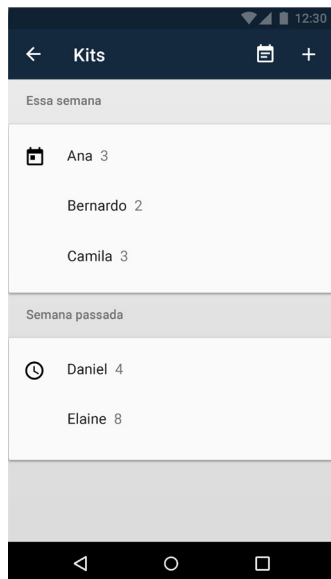 12:30
Kits
Essa semana
Ana 3
Bernardo 2
Camila 3
Semana passada
Daniel 4
Elaine 8